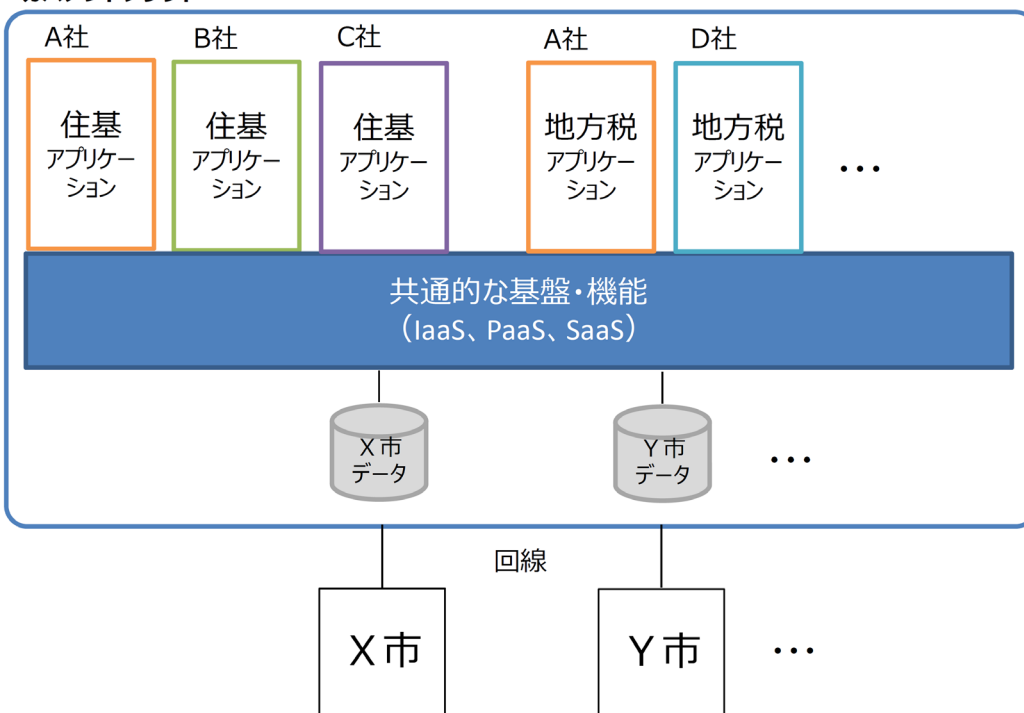 A社
B社
C社
A社
D社
住基
アプリケー
ション
住基
アプリケー
ション
住基
アプリケー
ション
地方税
アプリケー
ション
地方税
アプリケー
ション
…
共通的な基盤・機能
（IaaS、PaaS、SaaS）
X市
データ
Y市
データ
…
回線
X市
Y市
…